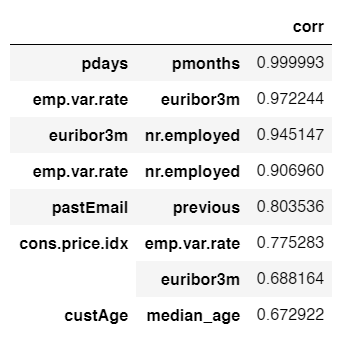 corr
pdays pmonths 0.999993
emp.var.rate euribor3m 0.972244
euribor3m nr.employed 0.945147
emp.var.rate nr.employed 0.906960
pastEmail previous 0.803536
cons.price.idx emp.var.rate 0.775283
euribor3m 0.688164
custAge median_age 0.672922